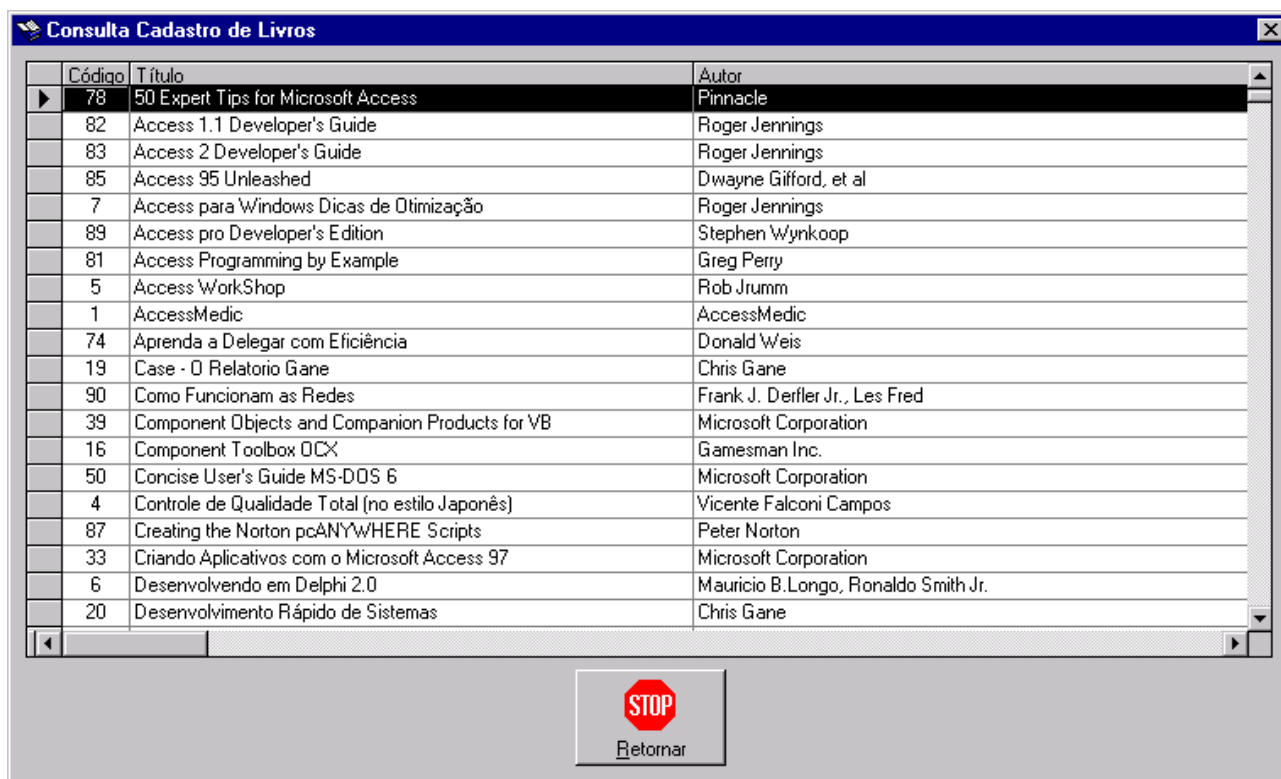 Consulta Cadastro de Livros
Código Título Autor
78 50 Expert Tips for Microsoft Access Pinnacle
82 Access 1.1 Developer's Guide Roger Jennings
83 Access 2 Developer's Guide Roger Jennings
85 Access 95 Unleashed Dwayne Gifford, et al
7 Access para Windows Dicas de Otimização Roger Jennings
89 Access pro Developer's Edition Stephen Wynkoop
81 Access Programming by Example Greg Perry
5 Access WorkShop Rob Jrumm
1 AccessMedic AccessMedic
74 Aprenda a Delegar com Eficiência Donald Weis
19 Case - O Relatorio Gane Chris Gane
90 Como Funcionam as Redes Frank J. Derfler Jr., Les Fred
39 Component Objects and Companion Products for VB Microsoft Corporation
16 Component Toolbox OCX Gamesman Inc.
50 Concise User's Guide MS-DOS 6 Microsoft Corporation
4 Controle de Qualidade Total (no estilo Japonês) Vicente Falconi Campos
87 Creating the Norton pcANYWHERE Scripts Peter Norton
33 Criando Aplicativos com o Microsoft Access 97 Microsoft Corporation
6 Desenvolvendo em Delphi 2.0 Mauricio B.Longo, Ronaldo Smith Jr.
20 Desenvolvimento Rápido de Sistemas Chris Gane
STOP
Retornar